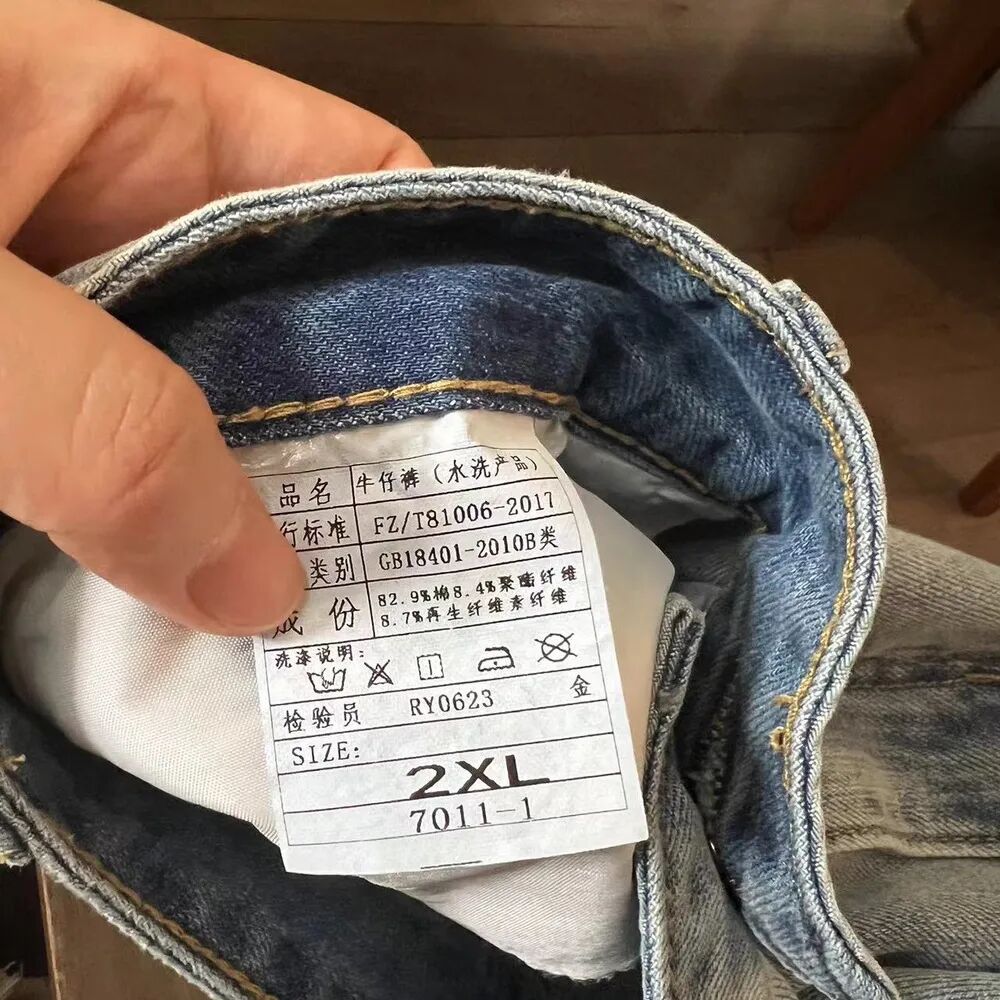 品名 牛仔裤（水洗产品）
行标准 FZ/T81006-2017
类别 GB18401-2010B类
成份 82.9%棉8.4%聚酯纤维
8.7%再生纤维素纤维
洗涤说明：
检验员 RY0623 金
SIZE:
2XL
7011-1